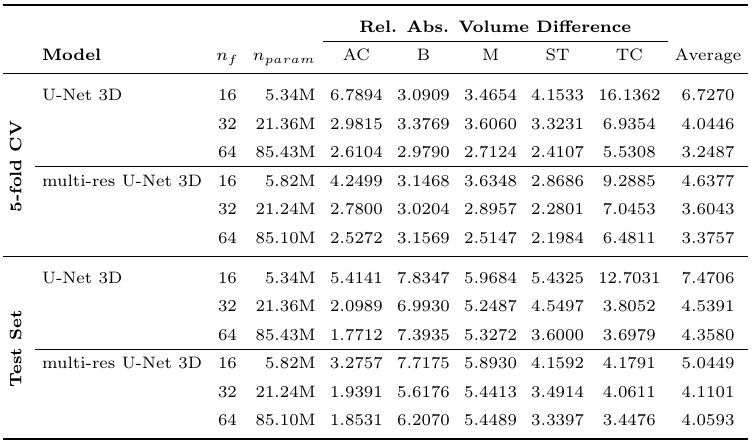 Rel. Abs. Volume Difference
Model n_f n_param AC B M ST TC Average
5-fold CV
U-Net 3D 16 5.34M 6.7894 3.0909 3.4654 4.1533 16.1362 6.7270
32 21.36M 2.9815 3.3769 3.6060 3.3231 6.9354 4.0446
64 85.43M 2.6104 2.9790 2.7124 2.4107 5.5308 3.2487
multi-res U-Net 3D 16 5.82M 4.2499 3.1468 3.6348 2.8686 9.2885 4.6377
32 21.24M 2.7800 3.0204 2.8957 2.2801 7.0453 3.6043
64 85.10M 2.5272 3.1569 2.5147 2.1984 6.4811 3.3757
Test Set
U-Net 3D 16 5.34M 5.4141 7.8347 5.9684 5.4325 12.7031 7.4706
32 21.36M 2.0989 6.9930 5.2487 4.5497 3.8052 4.5391
64 85.43M 1.7712 7.3935 5.3272 3.6000 3.6979 4.3580
multi-res U-Net 3D 16 5.82M 3.2757 7.7175 5.8930 4.1592 4.1791 5.0449
32 21.24M 1.9391 5.6176 5.4413 3.4914 4.0611 4.1101
64 85.10M 1.8531 6.2070 5.4489 3.3397 3.4476 4.0593